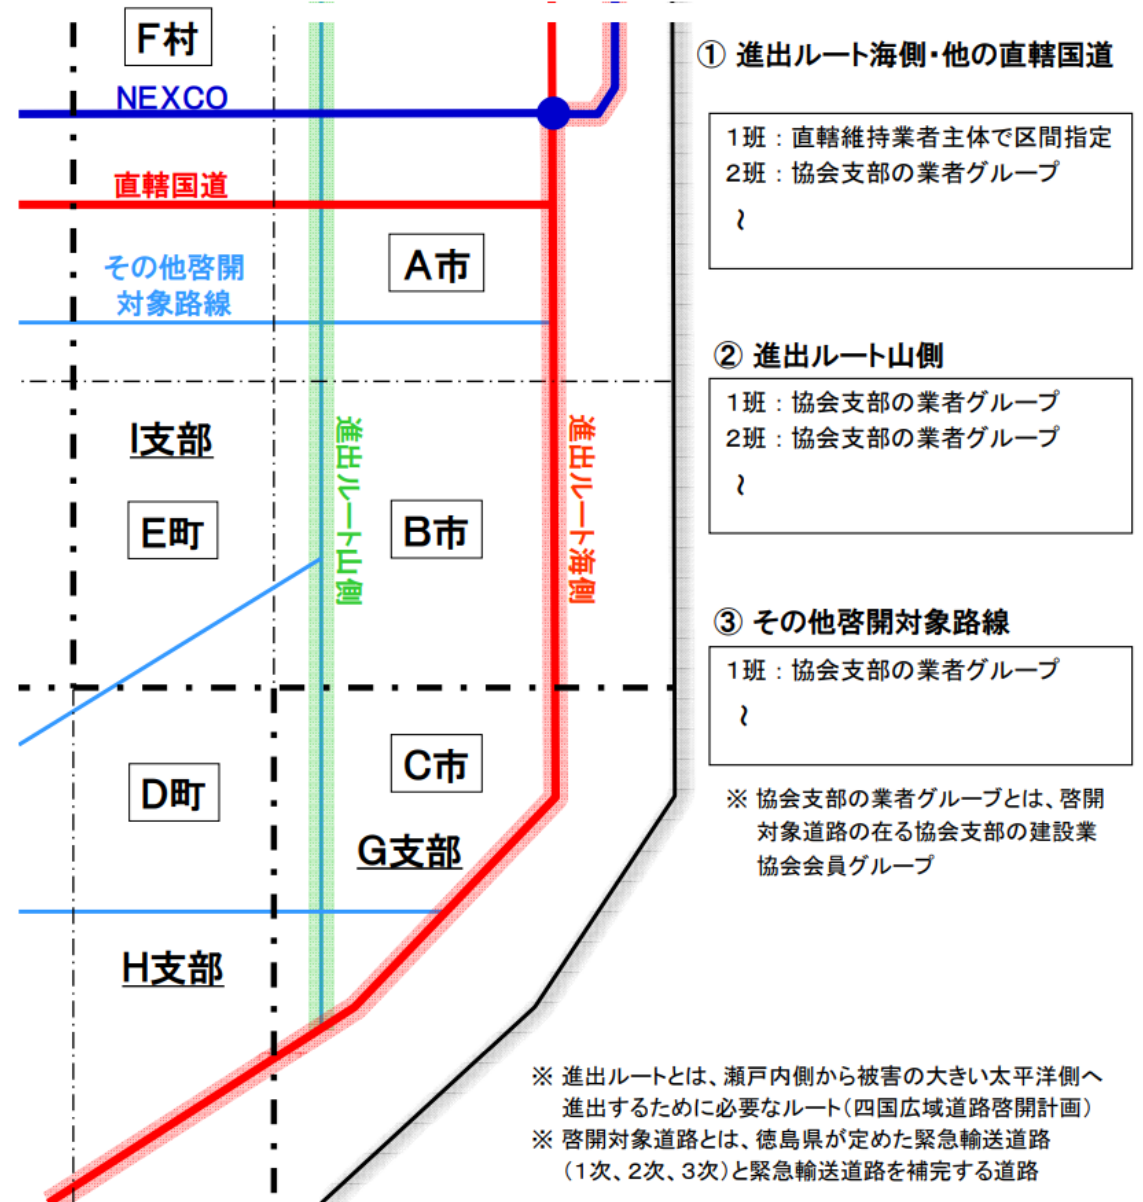 F村
NEXCO
直轄国道
その他啓開
対象路線
A市
I支部
E町
進出ルート山側
B市
進出ルート海側
D町
C市
G支部
H支部
① 進出ルート海側・他の直轄国道
1班：直轄維持業者主体で区間指定
2班：協会支部の業者グループ
~
② 進出ルート山側
1班：協会支部の業者グループ
2班：協会支部の業者グループ
~
③ その他啓開対象路線
1班：協会支部の業者グループ
~
※ 協会支部の業者グループとは、啓開
対象道路の在る協会支部の建設業
協会会員グループ
※ 進出ルートとは、瀬戸内側から被害の大きい太平洋側へ
進出するために必要なルート（四国広域道路啓開計画）
※ 啓開対象道路とは、徳島県が定めた緊急輸送道路
（1次、2次、3次）と緊急輸送道路を補完する道路